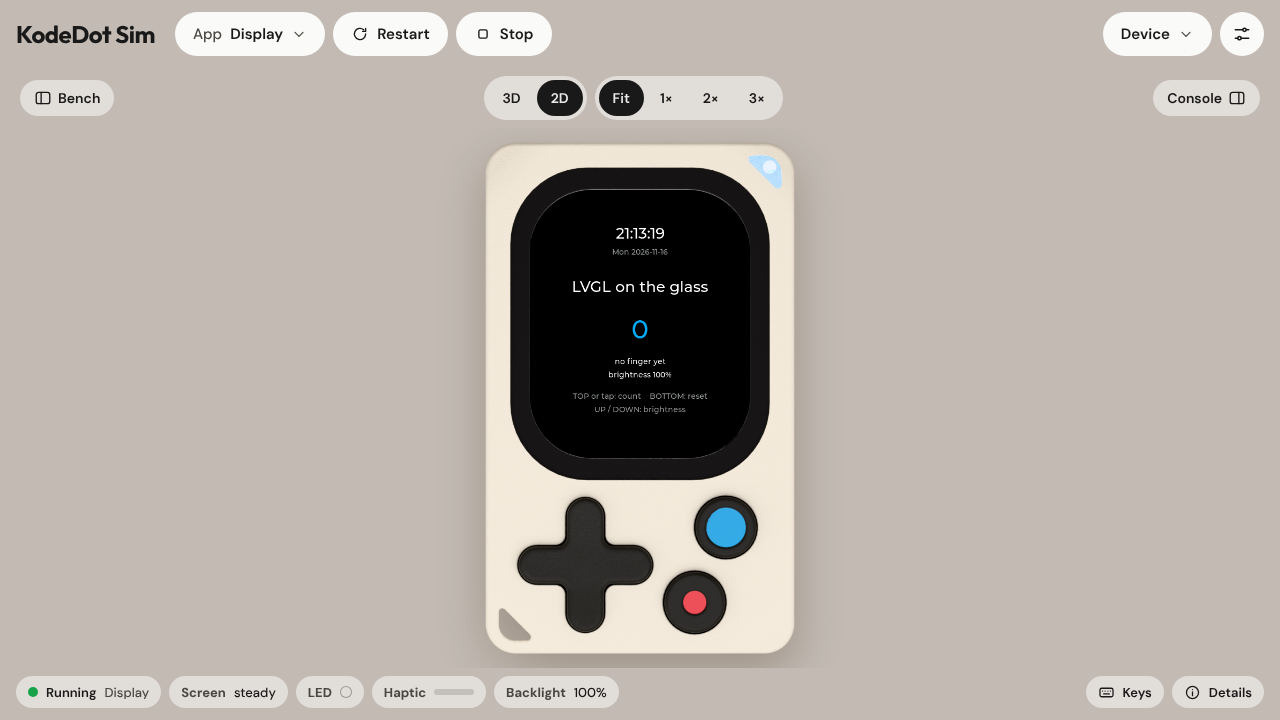 KodeDot Sim
App Display
Restart
Stop
Device
Bench
3D
2D
Fit
1×
2×
3×
Console
21:13:19
Mon 2026-11-16
LVGL on the glass
0
no finger yet
brightness 100%
TOP or tap: count BOTTOM: reset
UP / DOWN: brightness
Running Display
Screen steady
LED
Haptic
Backlight 100%
Keys
Details